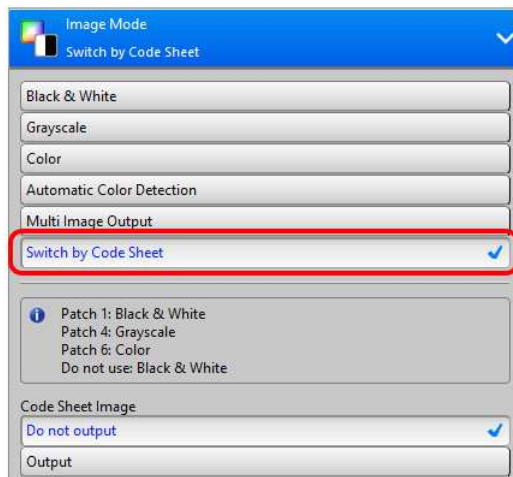 Image Mode
Switch by Code Sheet
Black & White
Grayscale
Color
Automatic Color Detection
Multi Image Output
Switch by Code Sheet
Patch 1: Black & White
Patch 4: Grayscale
Patch 6: Color
Do not use: Black & White
Code Sheet Image
Do not output
Output